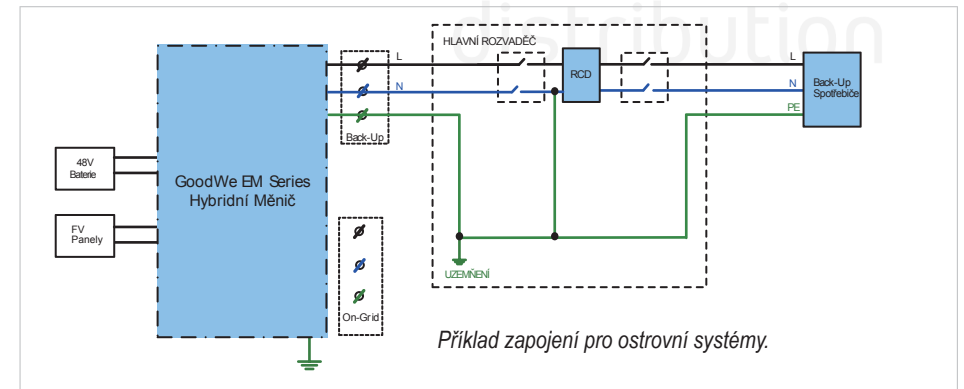 distribution
HLAVNÍ ROZVADĚČ
L
N
Back-Up
RCD
L
N
PE
Back-Up
Spotřebiče
48V
Baterie
GoodWe EM Series
Hybridní Měnič
FV
Panely
On-Grid
UZEMŇENÍ
Příklad zapojení pro ostrovní systémy.